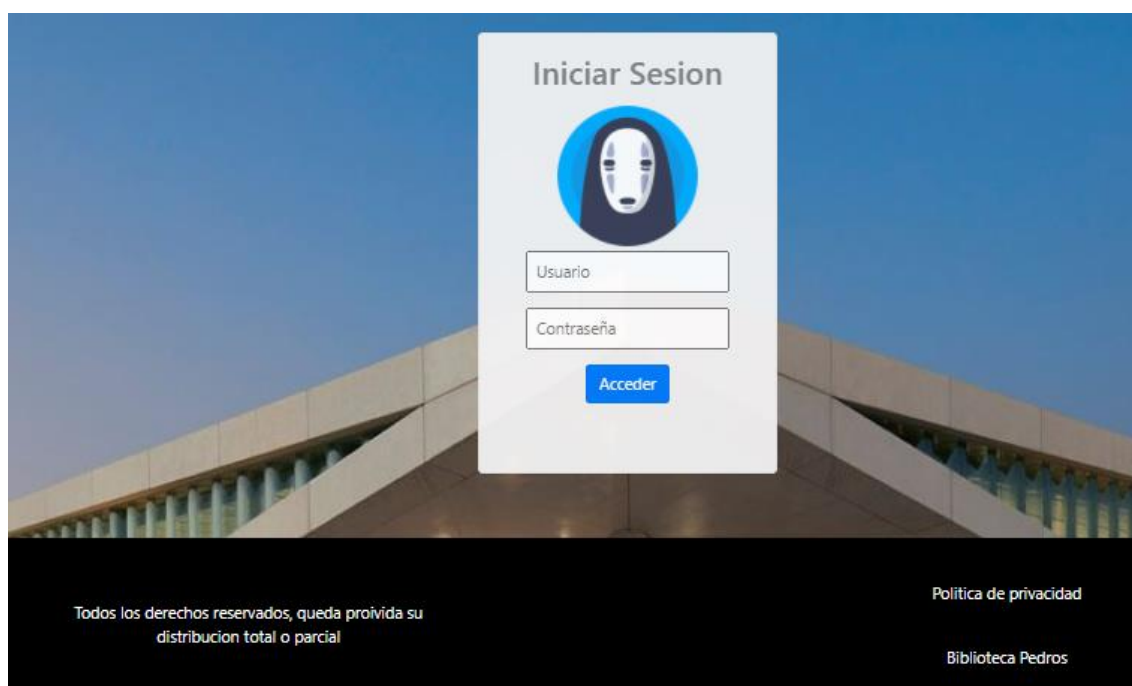 Iniciar Sesion
Usuario
Contraseña
Acceder
Todos los derechos reservados, queda proivida su
distribucion total o parcial
Politica de privacidad
Biblioteca Pedros